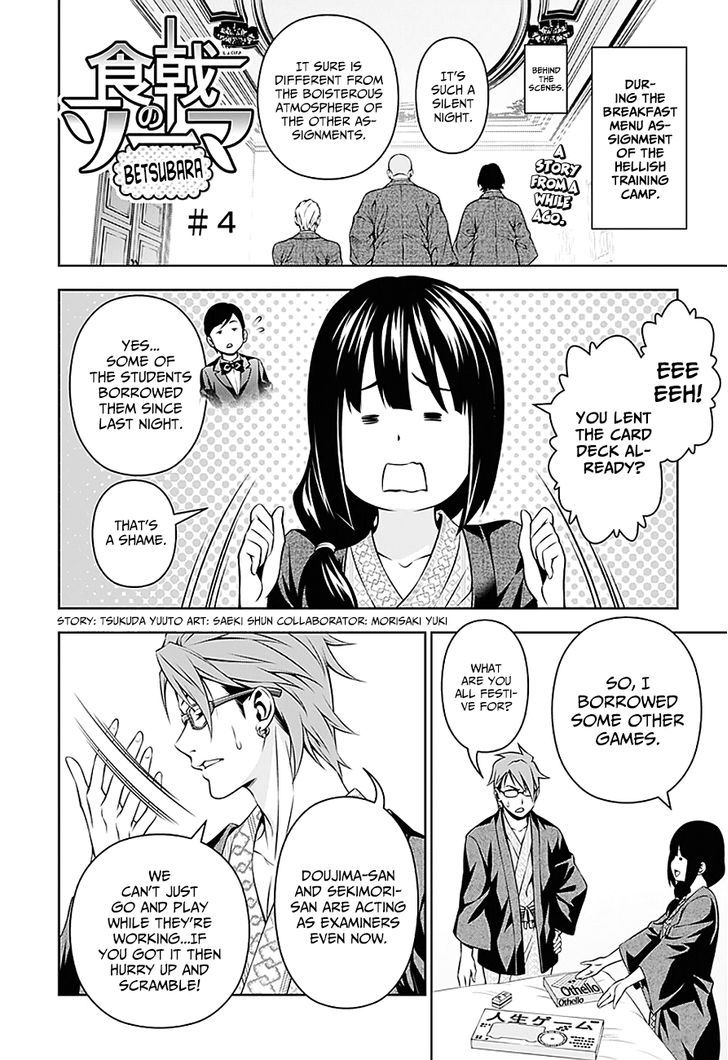 DUR-
ING THE
BREAKFAST
MENU AS-
SIGNMENT
OF THE
HELLISH
TRAINING
CAMP.
BEHIND
THE
SCENES.
A
STORY
FROM A
WHILE
AGO.
IT'S
SUCH A
SILENT
NIGHT.
IT SURE IS
DIFFERENT FROM
THE BOISTEROUS
ATMOSPHERE OF
THE OTHER AS-
SIGNMENTS.
食戟の
ソーマ
BETSUBARA
#4
EEE
EEH!
YOU LENT
THE CARD
DECK AL-
READY?
YES...
SOME OF
THE STUDENTS
BORROWED
THEM SINCE
LAST NIGHT.
THAT'S
A SHAME.
STORY: TSUKUDA YUUTO ART: SAEKI SHUN COLLABORATOR: MORISAKI YUKI
SO, I
BORROWED
SOME OTHER
GAMES.
WHAT
ARE YOU
ALL FESTI-
VE FOR?
Othello
Othello
人生ゲーム
DOUJIMA-SAN
AND
SEKIMORI-
SAN ARE ACTING
AS EXAMINERS
EVEN NOW.
WE
CAN'T JUST
GO AND PLAY
WHILE THEY'RE
WORKING...IF
YOU GOT IT THEN
HURRY UP AND
SCRAMBLE!